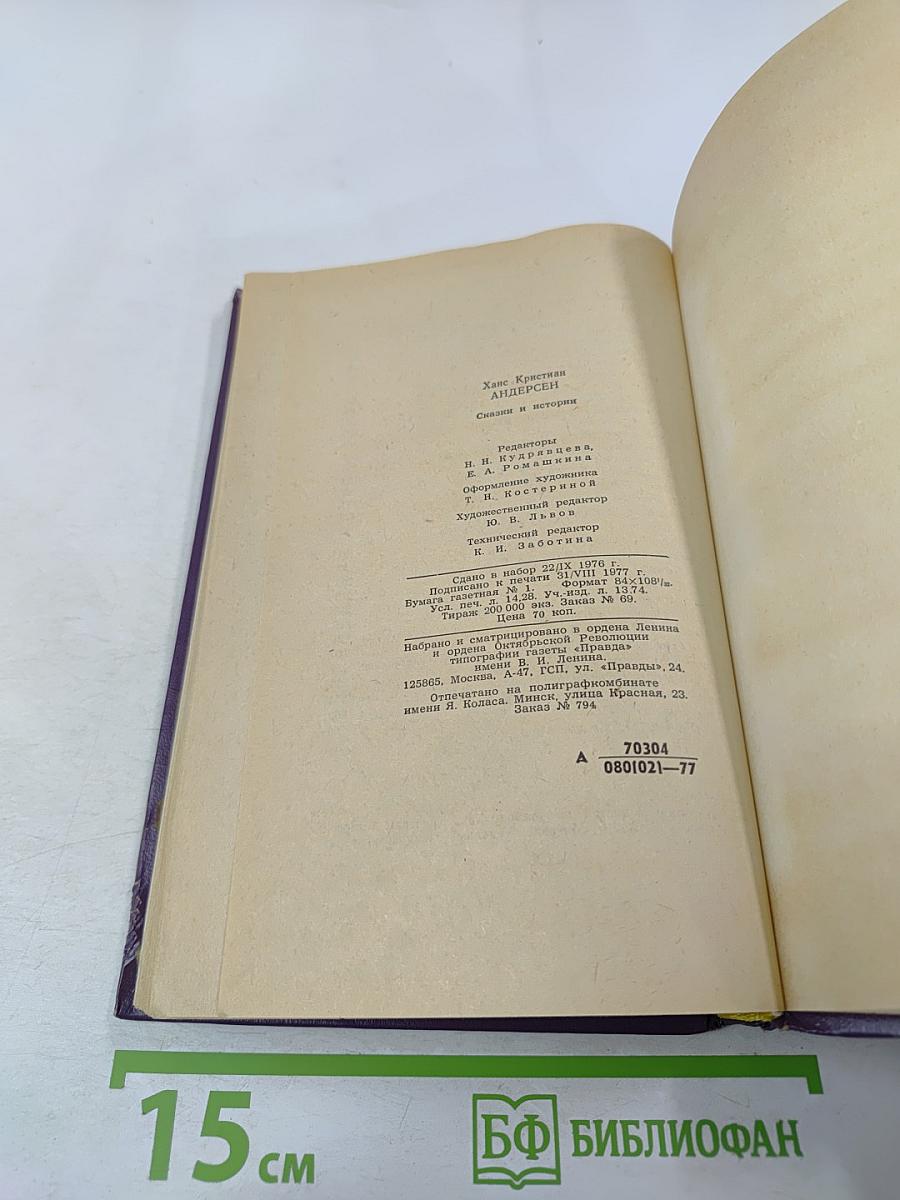 Ханс Кристиан
АНДЕРСЕН
Сказки и истории
Редакторы
Н. Н. Кудрявцева,
Е. А. Ромашкина
Оформление художника
Т. Н. Костериной
Художественный редактор
Ю. В. Львов
Технический редактор
К. И. Заботина
Сдано в набор 22/IX 1976 г.
Подписано к печати 31/VIII 1977 г.
Бумага газетная № 1. Формат 84×108¹/₃₂.
Усл. печ. л. 14,28. Уч.-изд. л. 13,74.
Тираж 200 000 экз. Заказ № 69.
Цена 70 коп.
Набрано и сматрицировано в ордена Ленина
и ордена Октябрьской Революции
типографии газеты «Правда»
имени В. И. Ленина.
125865, Москва, А-47, ГСП, ул. «Правды», 24.
Отпечатано на полиграфкомбинате
имени Я. Коласа. Минск, улица Красная, 23.
Заказ № 794
А 70304
080(02)—77
15 см
БФ БИБЛИОФАН